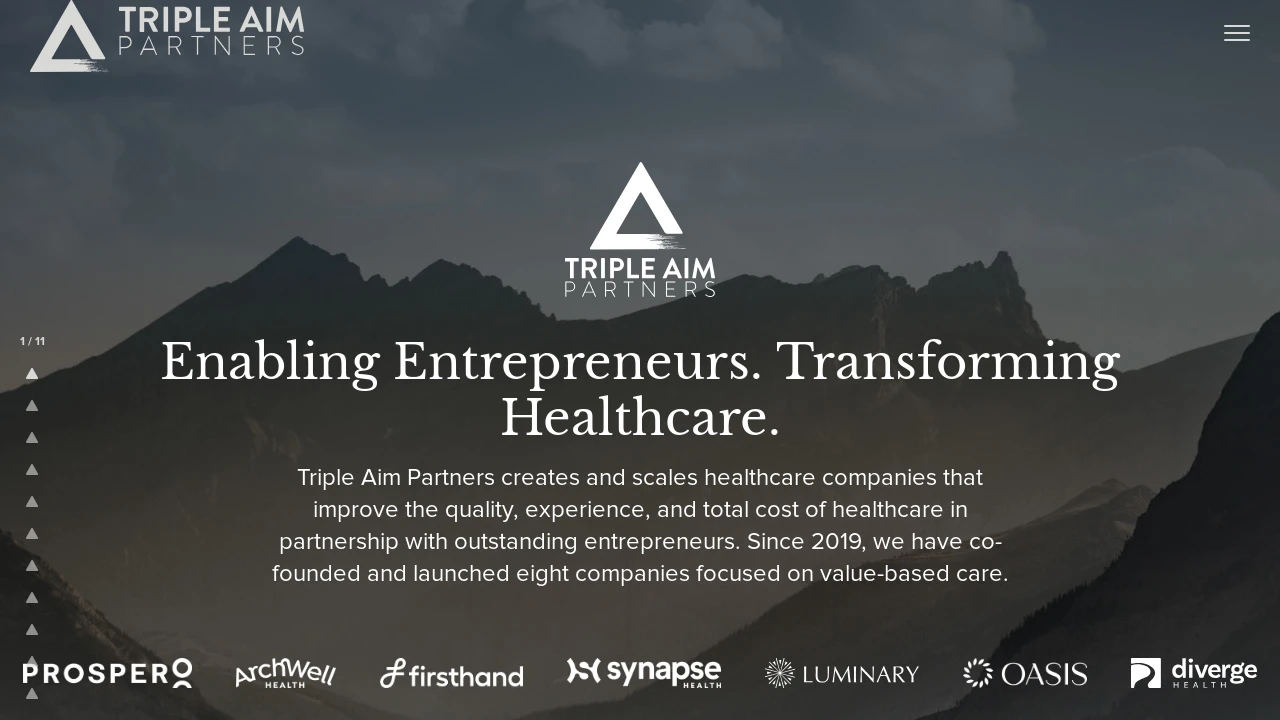 TRIPLE AIM
PARTNERS
TRIPLE AIM
PARTNERS
1 / 11
Enabling Entrepreneurs. Transforming
Healthcare.
Triple Aim Partners creates and scales healthcare companies that
improve the quality, experience, and total cost of healthcare in
partnership with outstanding entrepreneurs. Since 2019, we have co-
founded and launched eight companies focused on value-based care.
PROSPERO
ArchWell
HEALTH
firsthand
synapse
HEALTH
LUMINARY
OASIS
diverge
HEALTH